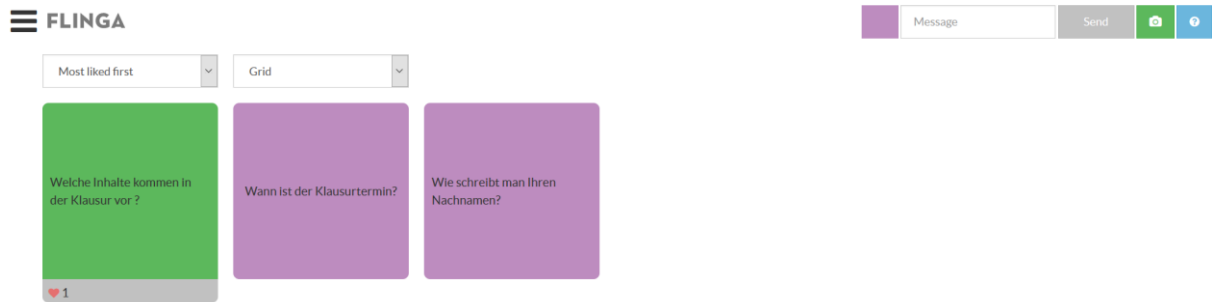 FLINGA
Message
Send
Most liked first
Grid
Welche Inhalte kommen in
der Klausur vor ?
Wann ist der Klausurtermin?
Wie schreibt man Ihren
Nachnamen?
1